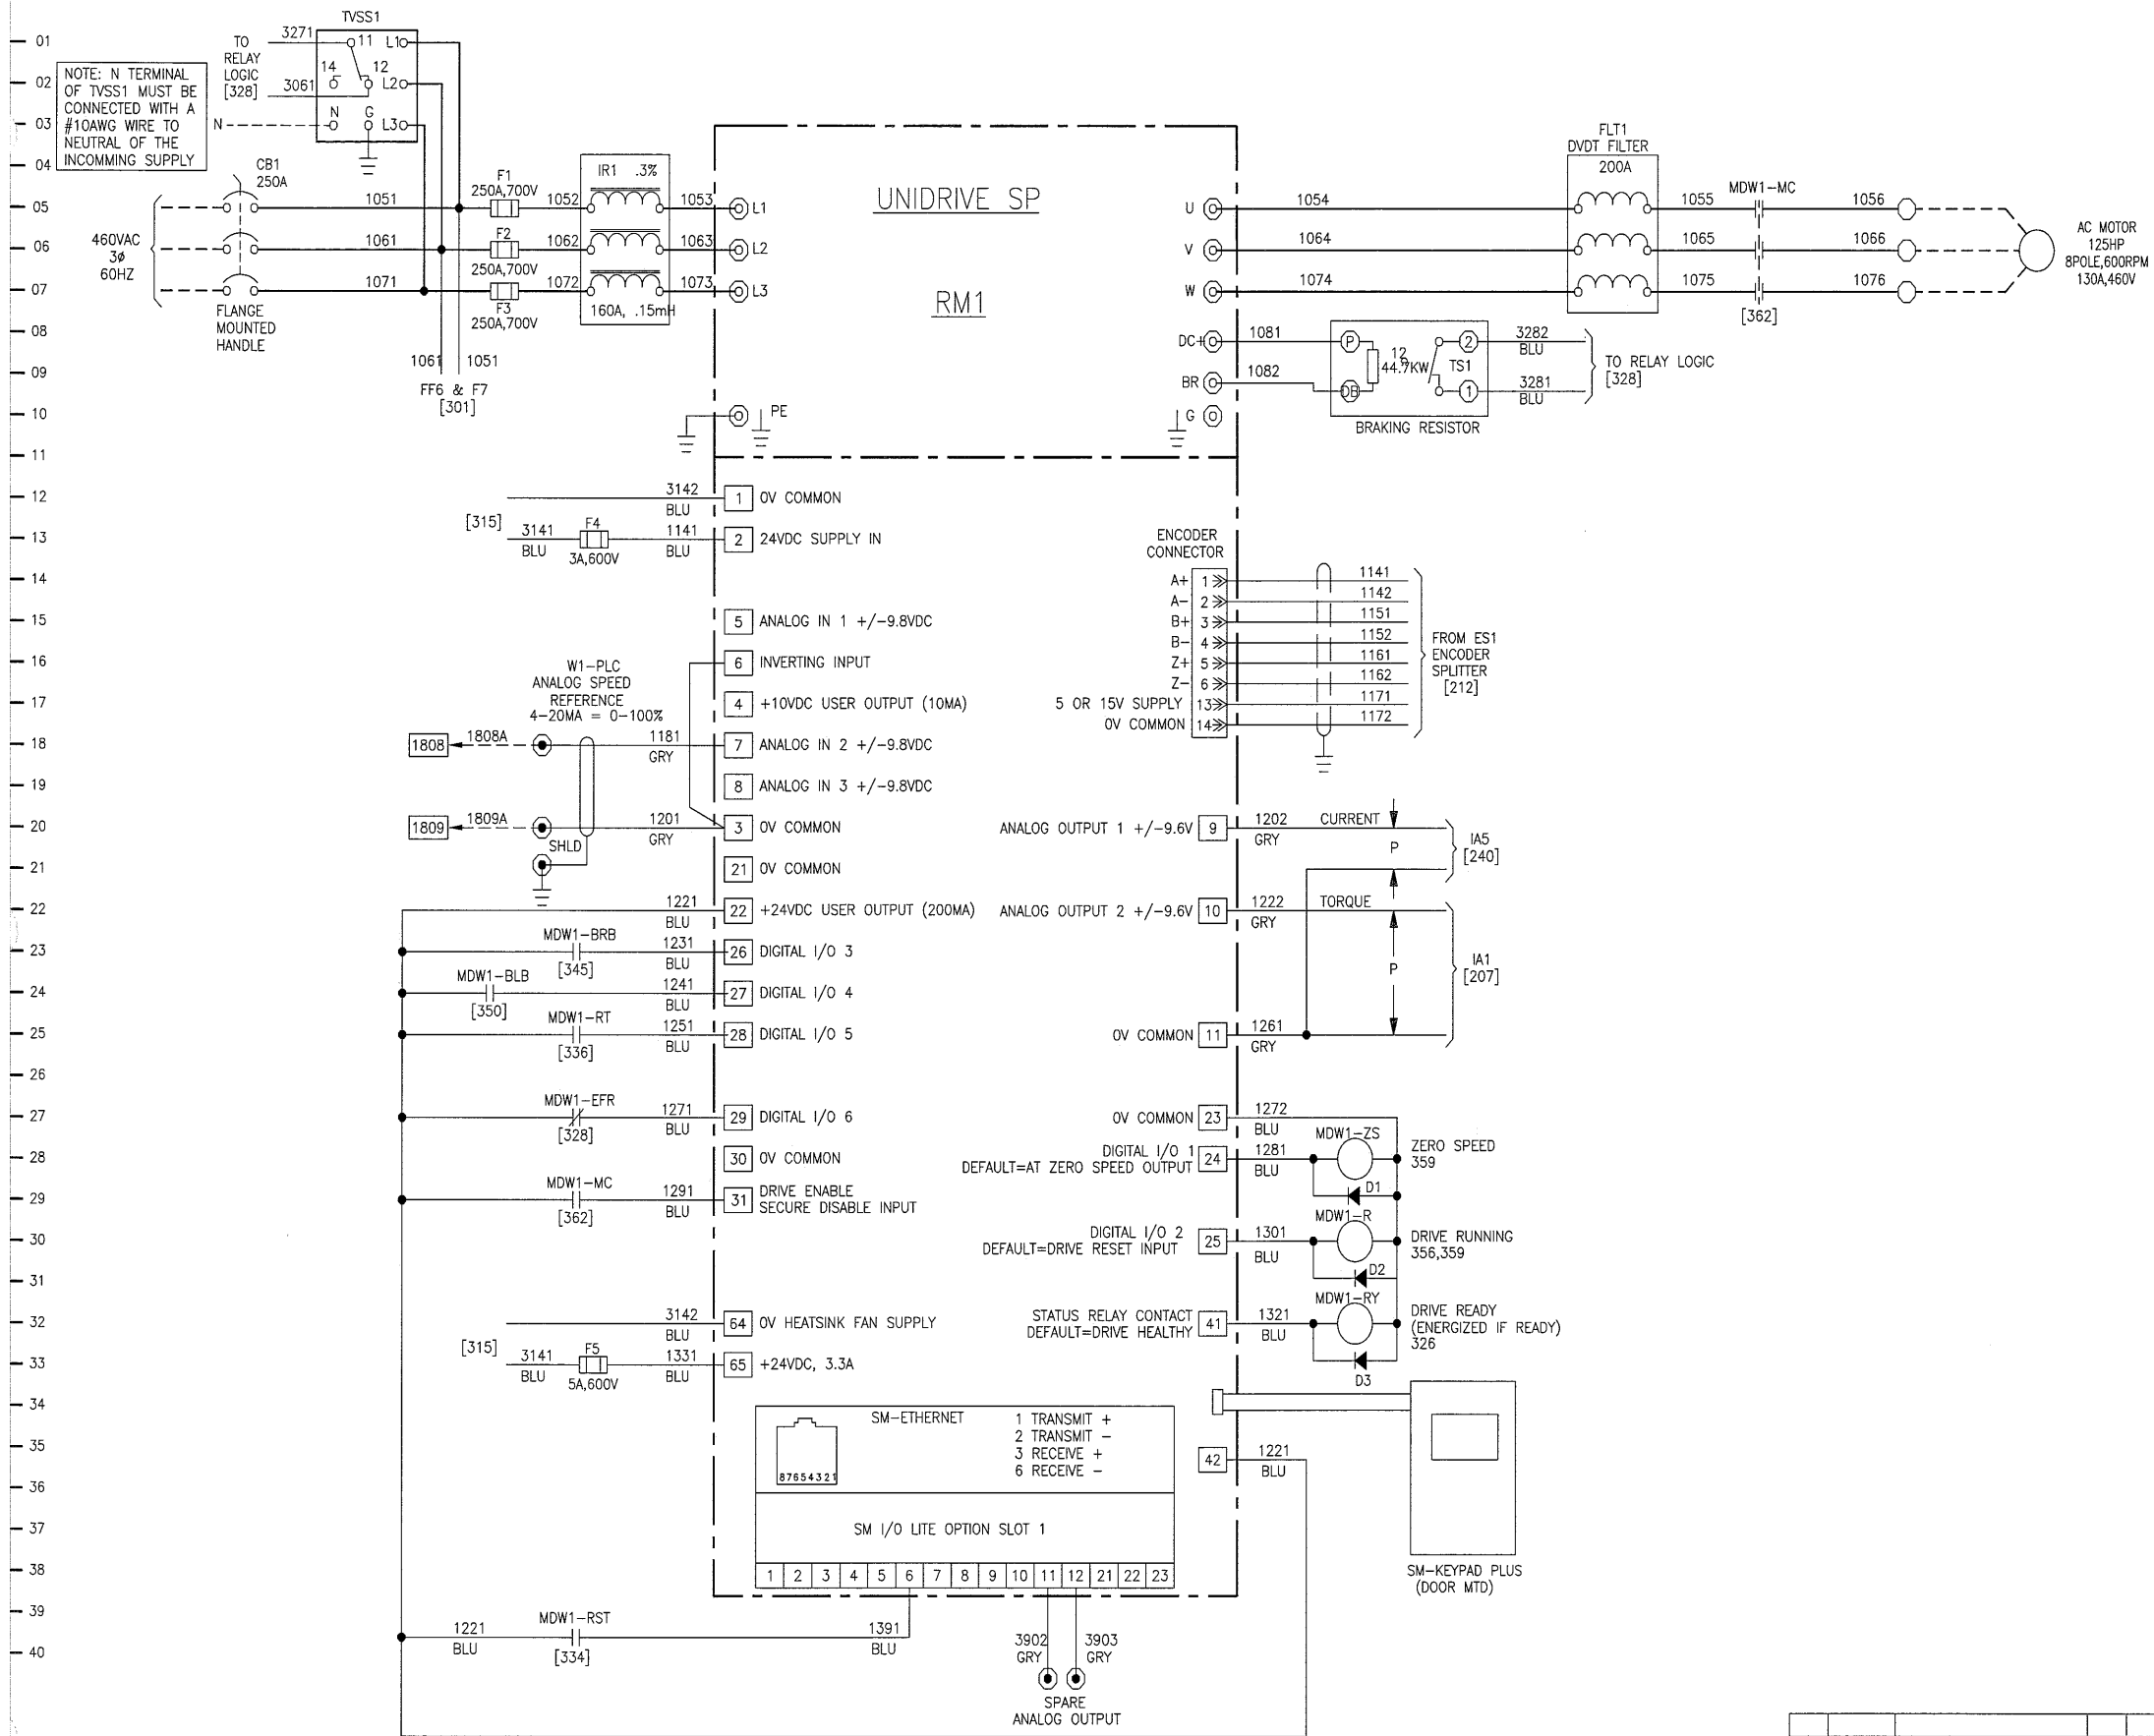 TVSS1
01
TO
RELAY
LOGIC
[328]
3271
11 L1
14 12
L2
3061
N G
L3
N
02
NOTE: N TERMINAL
OF TVSS1 MUST BE
CONNECTED WITH A
#10AWG WIRE TO
NEUTRAL OF THE
INCOMMING SUPPLY
03
04
CB1
250A
F1
250A,700V
IR1 .3%
UNIDRIVE SP
RM1
FLT1
DVDT FILTER
200A
MDW1-MC
05
1051
1052
1053
L1
U
1054
1055
1056
460VAC
3ø
60HZ
06
1061
F2
250A,700V
1062
1063
L2
V
1064
1065
1066
AC MOTOR
125HP
8POLE,600RPM
130A,460V
07
1071
F3
250A,700V
1072
160A, .15mH
1073
L3
W
1074
1075
1076
[362]
FLANGE
MOUNTED
HANDLE
08
1061 1051
FF6 & F7
[301]
DC+
1081
P
44.7KW
TS1
2
3282
BLU
TO RELAY LOGIC
[328]
09
BR
1082
DB
1
3281
BLU
10
PE
G
BRAKING RESISTOR
11
12
3142
BLU
1 0V COMMON
[315]
13
3141
BLU
F4
3A,600V
1141
BLU
2 24VDC SUPPLY IN
ENCODER
CONNECTOR
14
A+ 1 1141
A- 2 1142
15
5 ANALOG IN 1 +/-9.8VDC
B+ 3 1151
B- 4 1152
16
6 INVERTING INPUT
Z+ 5 1161
Z- 6 1162
FROM ES1
ENCODER
SPLITTER
[212]
W1-PLC
ANALOG SPEED
REFERENCE
4-20MA = 0-100%
17
4 +10VDC USER OUTPUT (10MA)
5 OR 15V SUPPLY 13 1171
0V COMMON 14 1172
18
1808 1808A
1181
GRY
7 ANALOG IN 2 +/-9.8VDC
19
8 ANALOG IN 3 +/-9.8VDC
20
1809 1809A
SHLD
1201
GRY
3 0V COMMON
ANALOG OUTPUT 1 +/-9.6V 9
1202
GRY
CURRENT
P
IA5
[240]
21
21 0V COMMON
22
1221
BLU
22 +24VDC USER OUTPUT (200MA)
ANALOG OUTPUT 2 +/-9.6V 10
1222
GRY
TORQUE
P
IA1
[207]
23
MDW1-BRB
[345]
1231
BLU
26 DIGITAL I/O 3
24
MDW1-BLB
[350]
1241
BLU
27 DIGITAL I/O 4
25
MDW1-RT
[336]
1251
BLU
28 DIGITAL I/O 5
0V COMMON 11
1261
GRY
26
27
MDW1-EFR
[328]
1271
BLU
29 DIGITAL I/O 6
0V COMMON 23
1272
BLU
28
30 0V COMMON
DIGITAL I/O 1
DEFAULT=AT ZERO SPEED OUTPUT 24
1281
BLU
MDW1-ZS
D1
ZERO SPEED
359
29
MDW1-MC
[362]
1291
BLU
31 DRIVE ENABLE
SECURE DISABLE INPUT
30
DIGITAL I/O 2
DEFAULT=DRIVE RESET INPUT 25
1301
BLU
MDW1-R
D2
DRIVE RUNNING
356,359
31
32
3142
BLU
64 0V HEATSINK FAN SUPPLY
STATUS RELAY CONTACT
DEFAULT=DRIVE HEALTHY 41
1321
BLU
MDW1-RY
D3
DRIVE READY
(ENERGIZED IF READY)
326
[315]
33
3141
BLU
F5
5A,600V
1331
BLU
65 +24VDC, 3.3A
34
SM-ETHERNET
1 TRANSMIT +
2 TRANSMIT -
3 RECEIVE +
6 RECEIVE -
87654321
35
42
1221
BLU
36
37
SM I/O LITE OPTION SLOT 1
38
1 2 3 4 5 6 7 8 9 10 11 12 21 22 23
SM-KEYPAD PLUS
(DOOR MTD)
39
1221
BLU
MDW1-RST
[334]
1391
BLU
40
3902
GRY
3903
GRY
SPARE
ANALOG OUTPUT